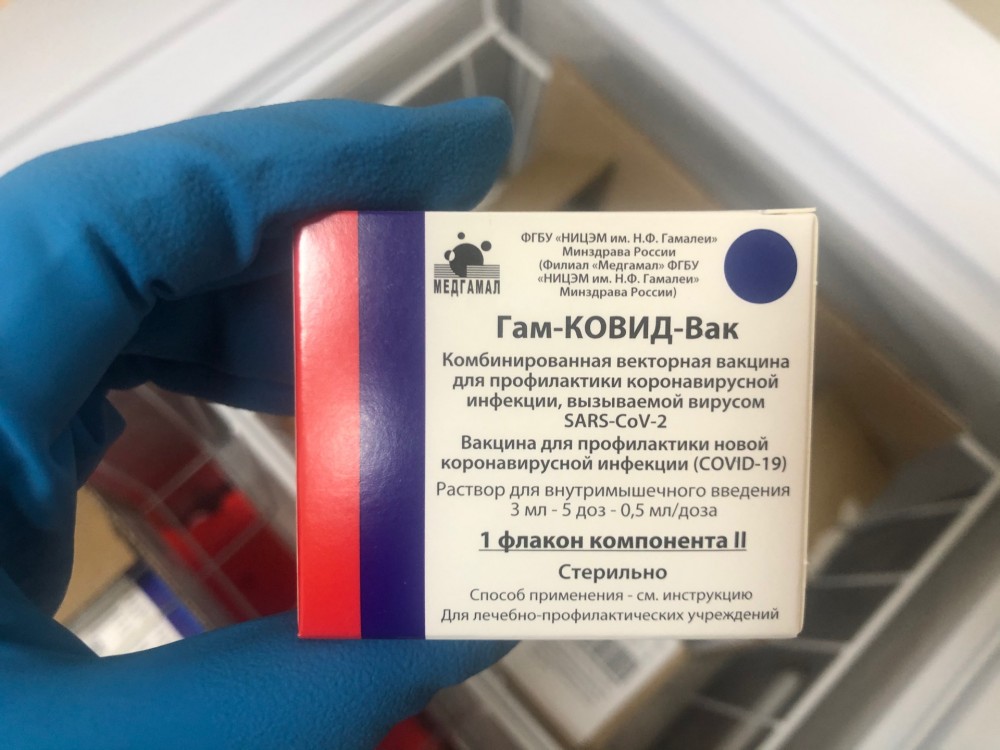 МЕДГАМАЛ
ФГБУ «НИЦЭМ им. Н.Ф. Гамалеи»
Минздрава России
(Филиал «Медгамал» ФГБУ
«НИЦЭМ им. Н.Ф. Гамалеи»
Минздрава России)
Гам-КОВИД-Вак
Комбинированная векторная вакцина
для профилактики коронавирусной
инфекции, вызываемой вирусом
SARS-CoV-2
Вакцина для профилактики новой
коронавирусной инфекции (COVID-19)
Раствор для внутримышечного введения
3 мл - 5 доз - 0,5 мл/доза
1 флакон компонента II
Стерильно
Способ применения - см. инструкцию
Для лечебно-профилактических учреждений